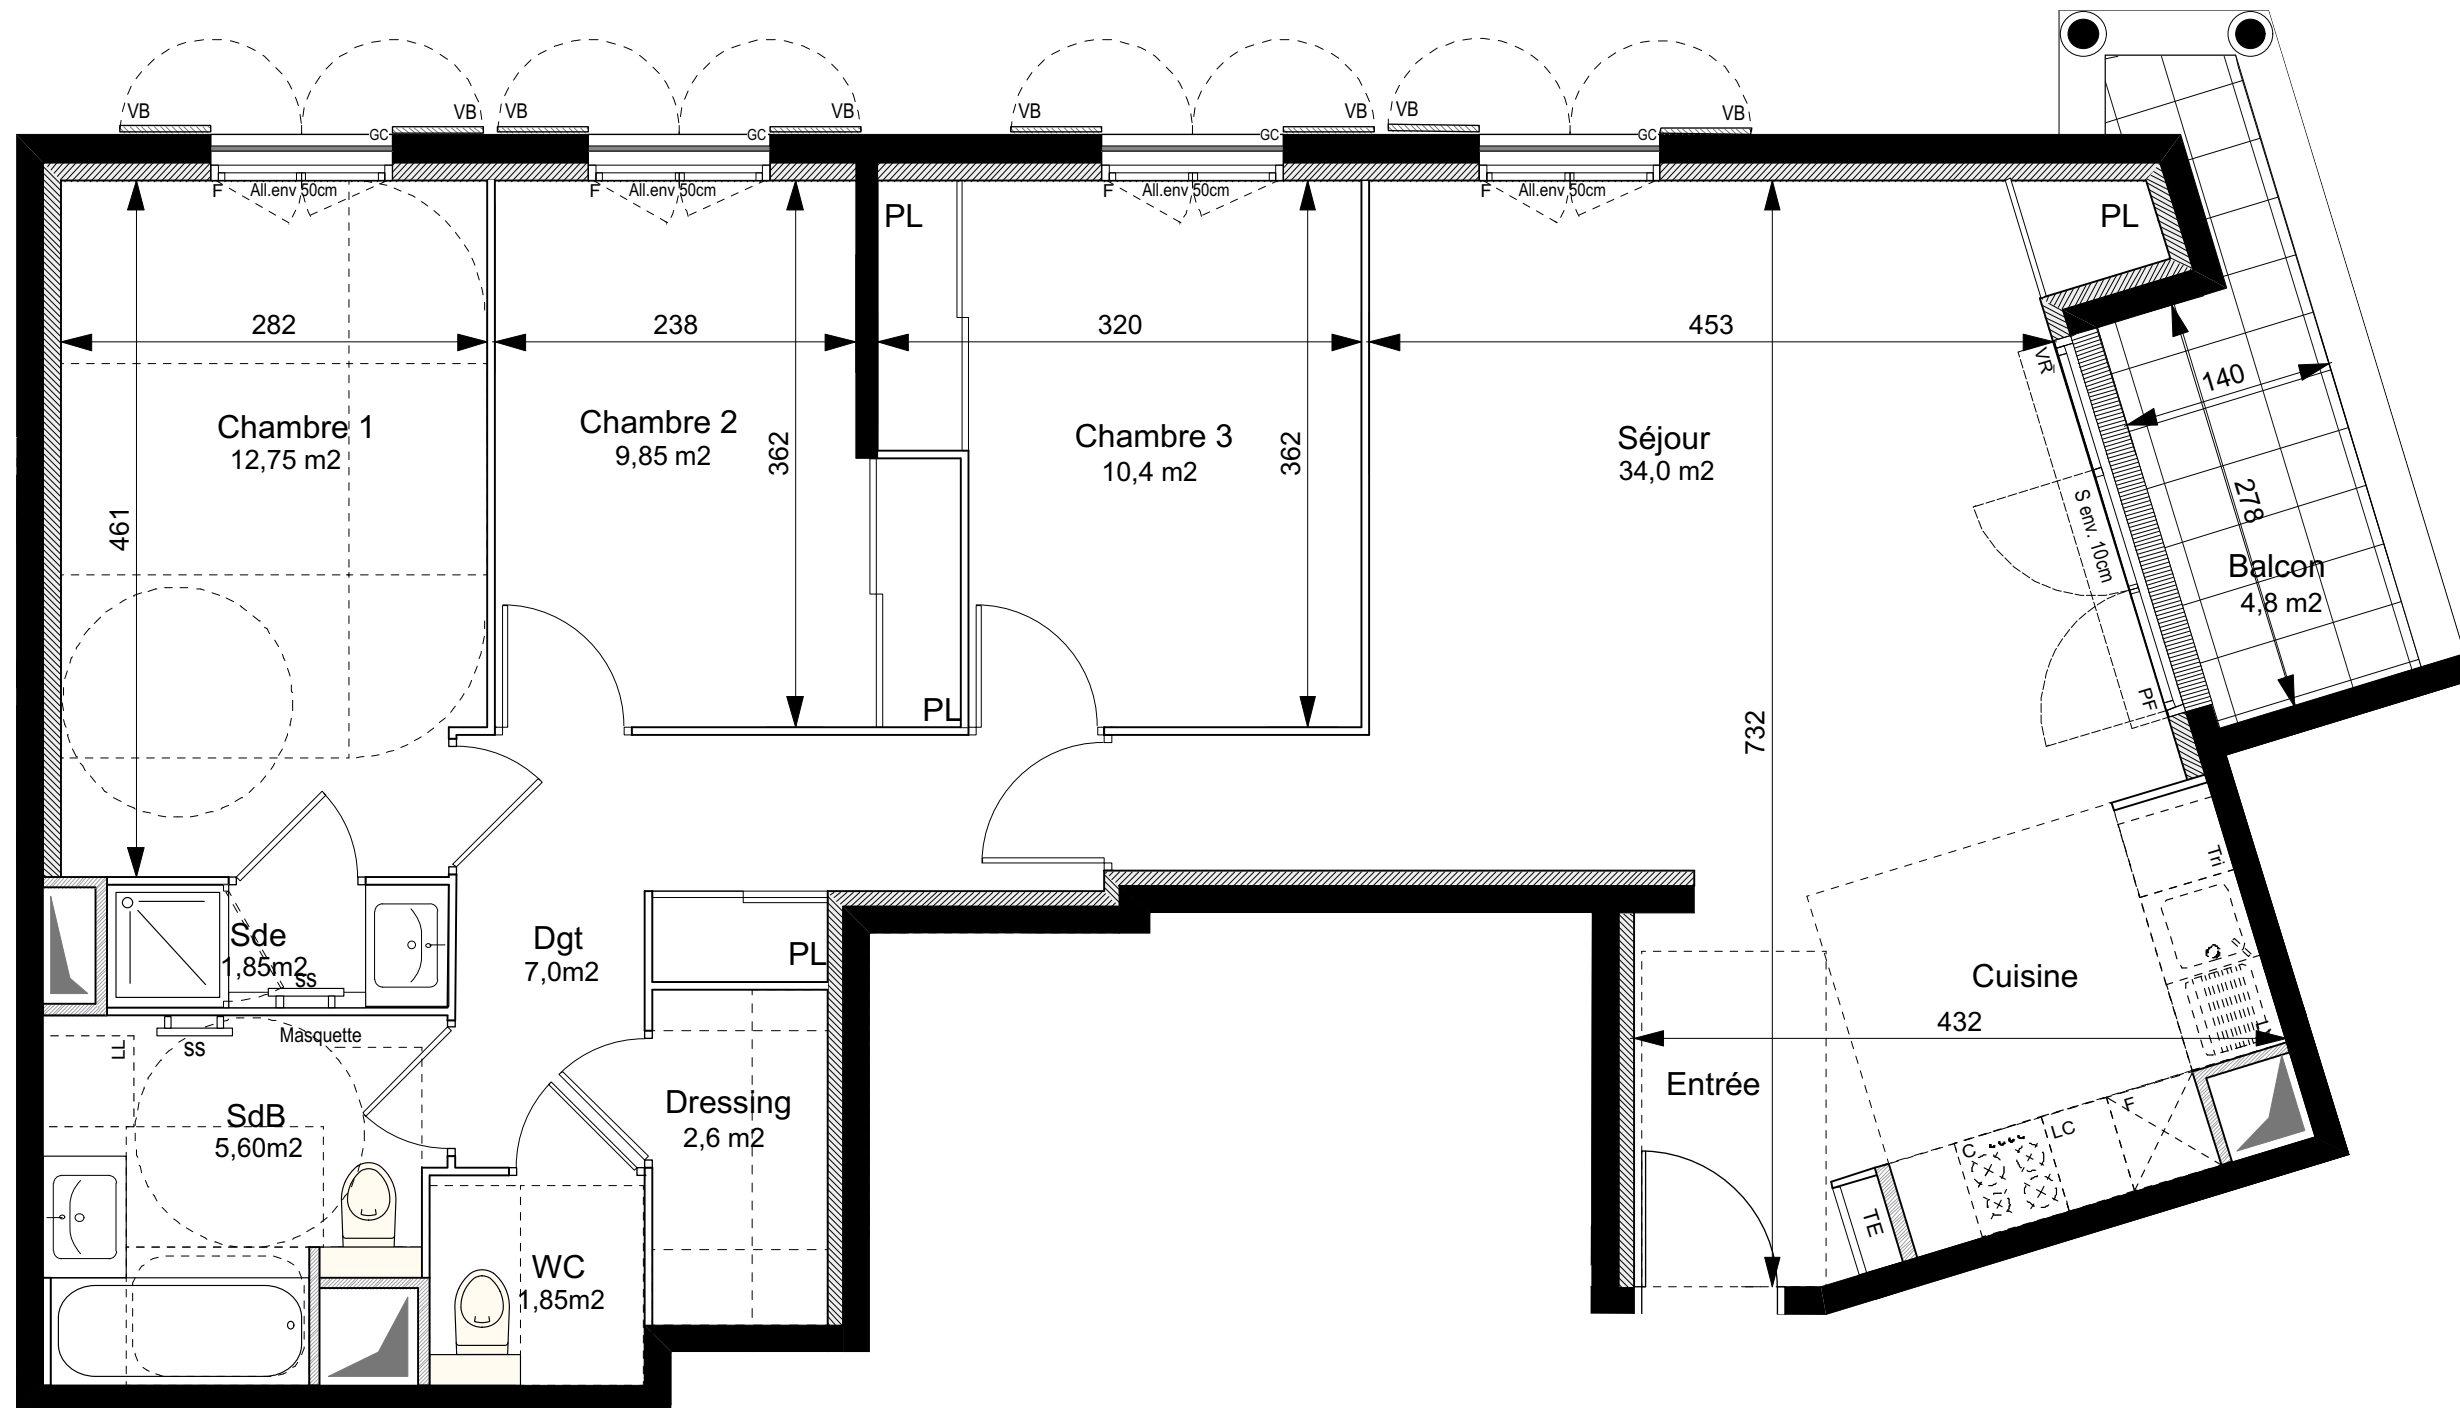 VB
VB
VB
VB
VB
VB
VB
VB
GC
GC
GC
GC
F
All.env 50cm
F
All.env 50cm
F
All.env 50cm
F
All.env 50cm
PL
PL
282
238
320
453
VR
140
Chambre 1
12,75 m2
Chambre 2
9,85 m2
362
Chambre 3
10,4 m2
362
Séjour
34,0 m2
461
S env. 10cm
278
Balcon
4,8 m2
PL
PF
732
Tri
Sde
1,85m2
SS
Dgt
7,0m2
PL
Cuisine
432
LL
SS
Masquette
SdB
5,60m2
Dressing
2,6 m2
Entrée
F
LC
C
TE
WC
1,85m2